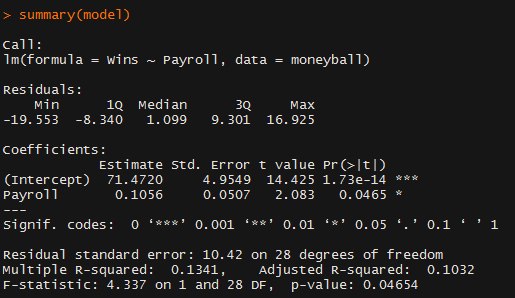 > summary(model)
Call:
lm(formula = Wins ~ Payroll, data = moneyball)
Residuals:
    Min      1Q  Median      3Q     Max
-19.553  -8.340   1.099   9.301  16.925
Coefficients:
            Estimate Std. Error t value Pr(>|t|)
(Intercept)  71.4720     4.9549  14.425 1.73e-14 ***
Payroll       0.1056     0.0507   2.083   0.0465 *
---
Signif. codes:  0 ‘***’ 0.001 ‘**’ 0.01 ‘*’ 0.05 ‘.’ 0.1 ‘ ’ 1
Residual standard error: 10.42 on 28 degrees of freedom
Multiple R-squared:  0.1341,    Adjusted R-squared:  0.1032
F-statistic: 4.337 on 1 and 28 DF,  p-value: 0.04654